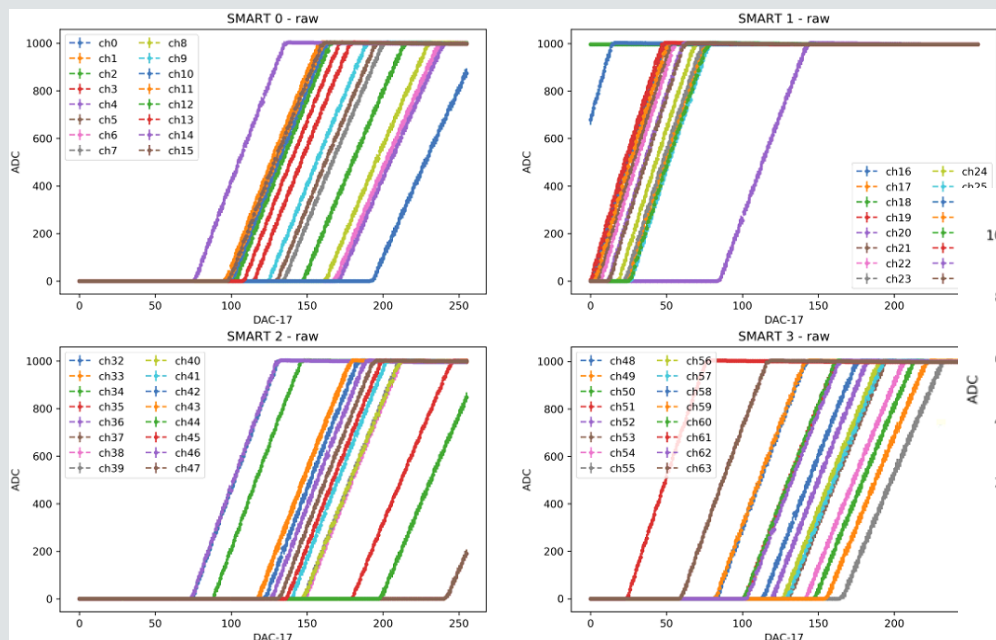 SMART 0 - raw
1000
800
600
400
200
0
ADC
ch0 ch8
ch1 ch9
ch2 ch10
ch3 ch11
ch4 ch12
ch5 ch13
ch6 ch14
ch7 ch15
0 50 100 150 200 250
DAC-17
SMART 1 - raw
1000
800
600
400
200
0
ADC
ch16 ch24
ch17 ch25
ch18
ch19
ch20
ch21
ch22
ch23
0 50 100 150 200
DAC-17
10
SMART 2 - raw
1000
800
600
400
200
0
ADC
ch32 ch40
ch33 ch41
ch34 ch42
ch35 ch43
ch36 ch44
ch37 ch45
ch38 ch46
ch39 ch47
0 50 100 150 200 250
DAC-17
SMART 3 - raw
1000
800
600
400
200
0
ADC
ch48 ch56
ch49 ch57
ch50 ch58
ch51 ch59
ch52 ch60
ch53 ch61
ch54 ch62
ch55 ch63
0 50 100 150 200
DAC-17
ADC